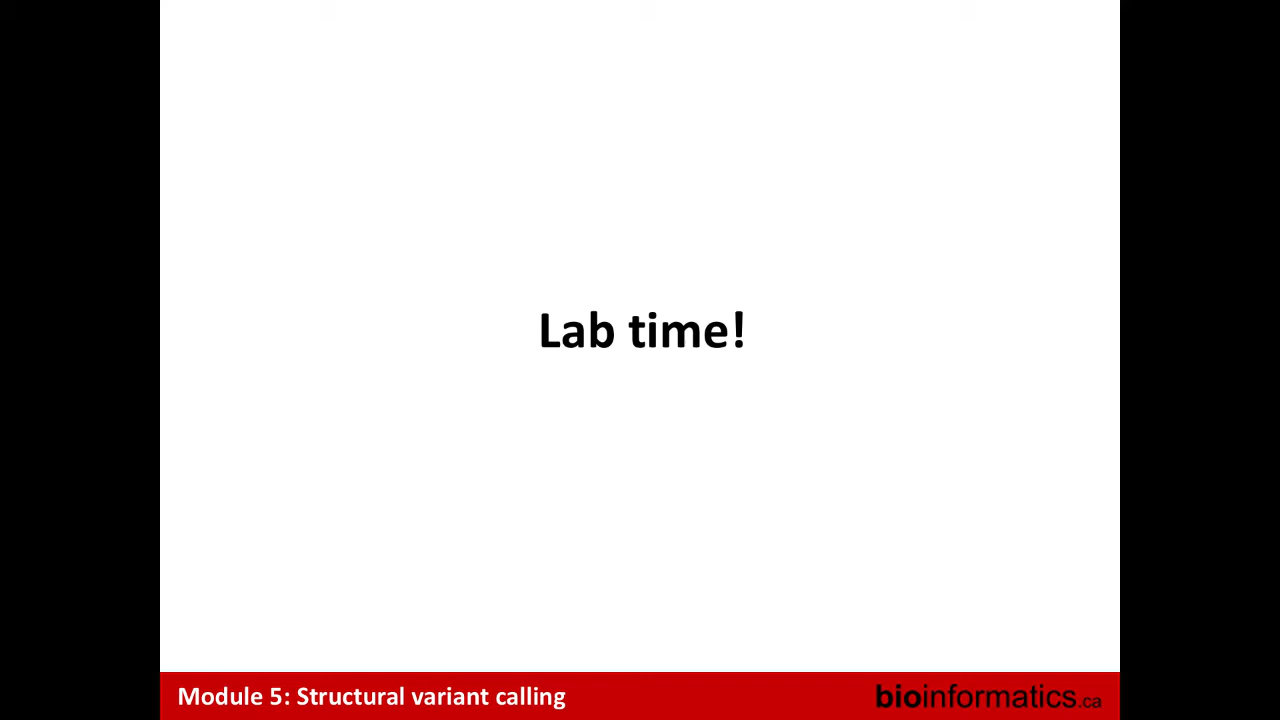 Lab time!
Module 5: Structural variant calling
bioinformatics.ca